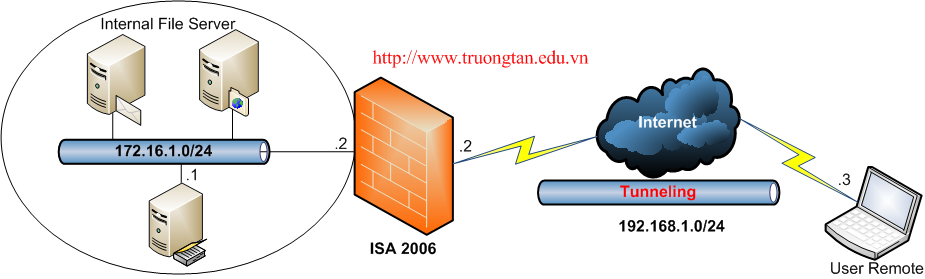 Internal File Server
http://www.truongtan.edu.vn
172.16.1.0/24
.2
.2
.1
ISA 2006
Internet
Tunneling
192.168.1.0/24
.3
User Remote